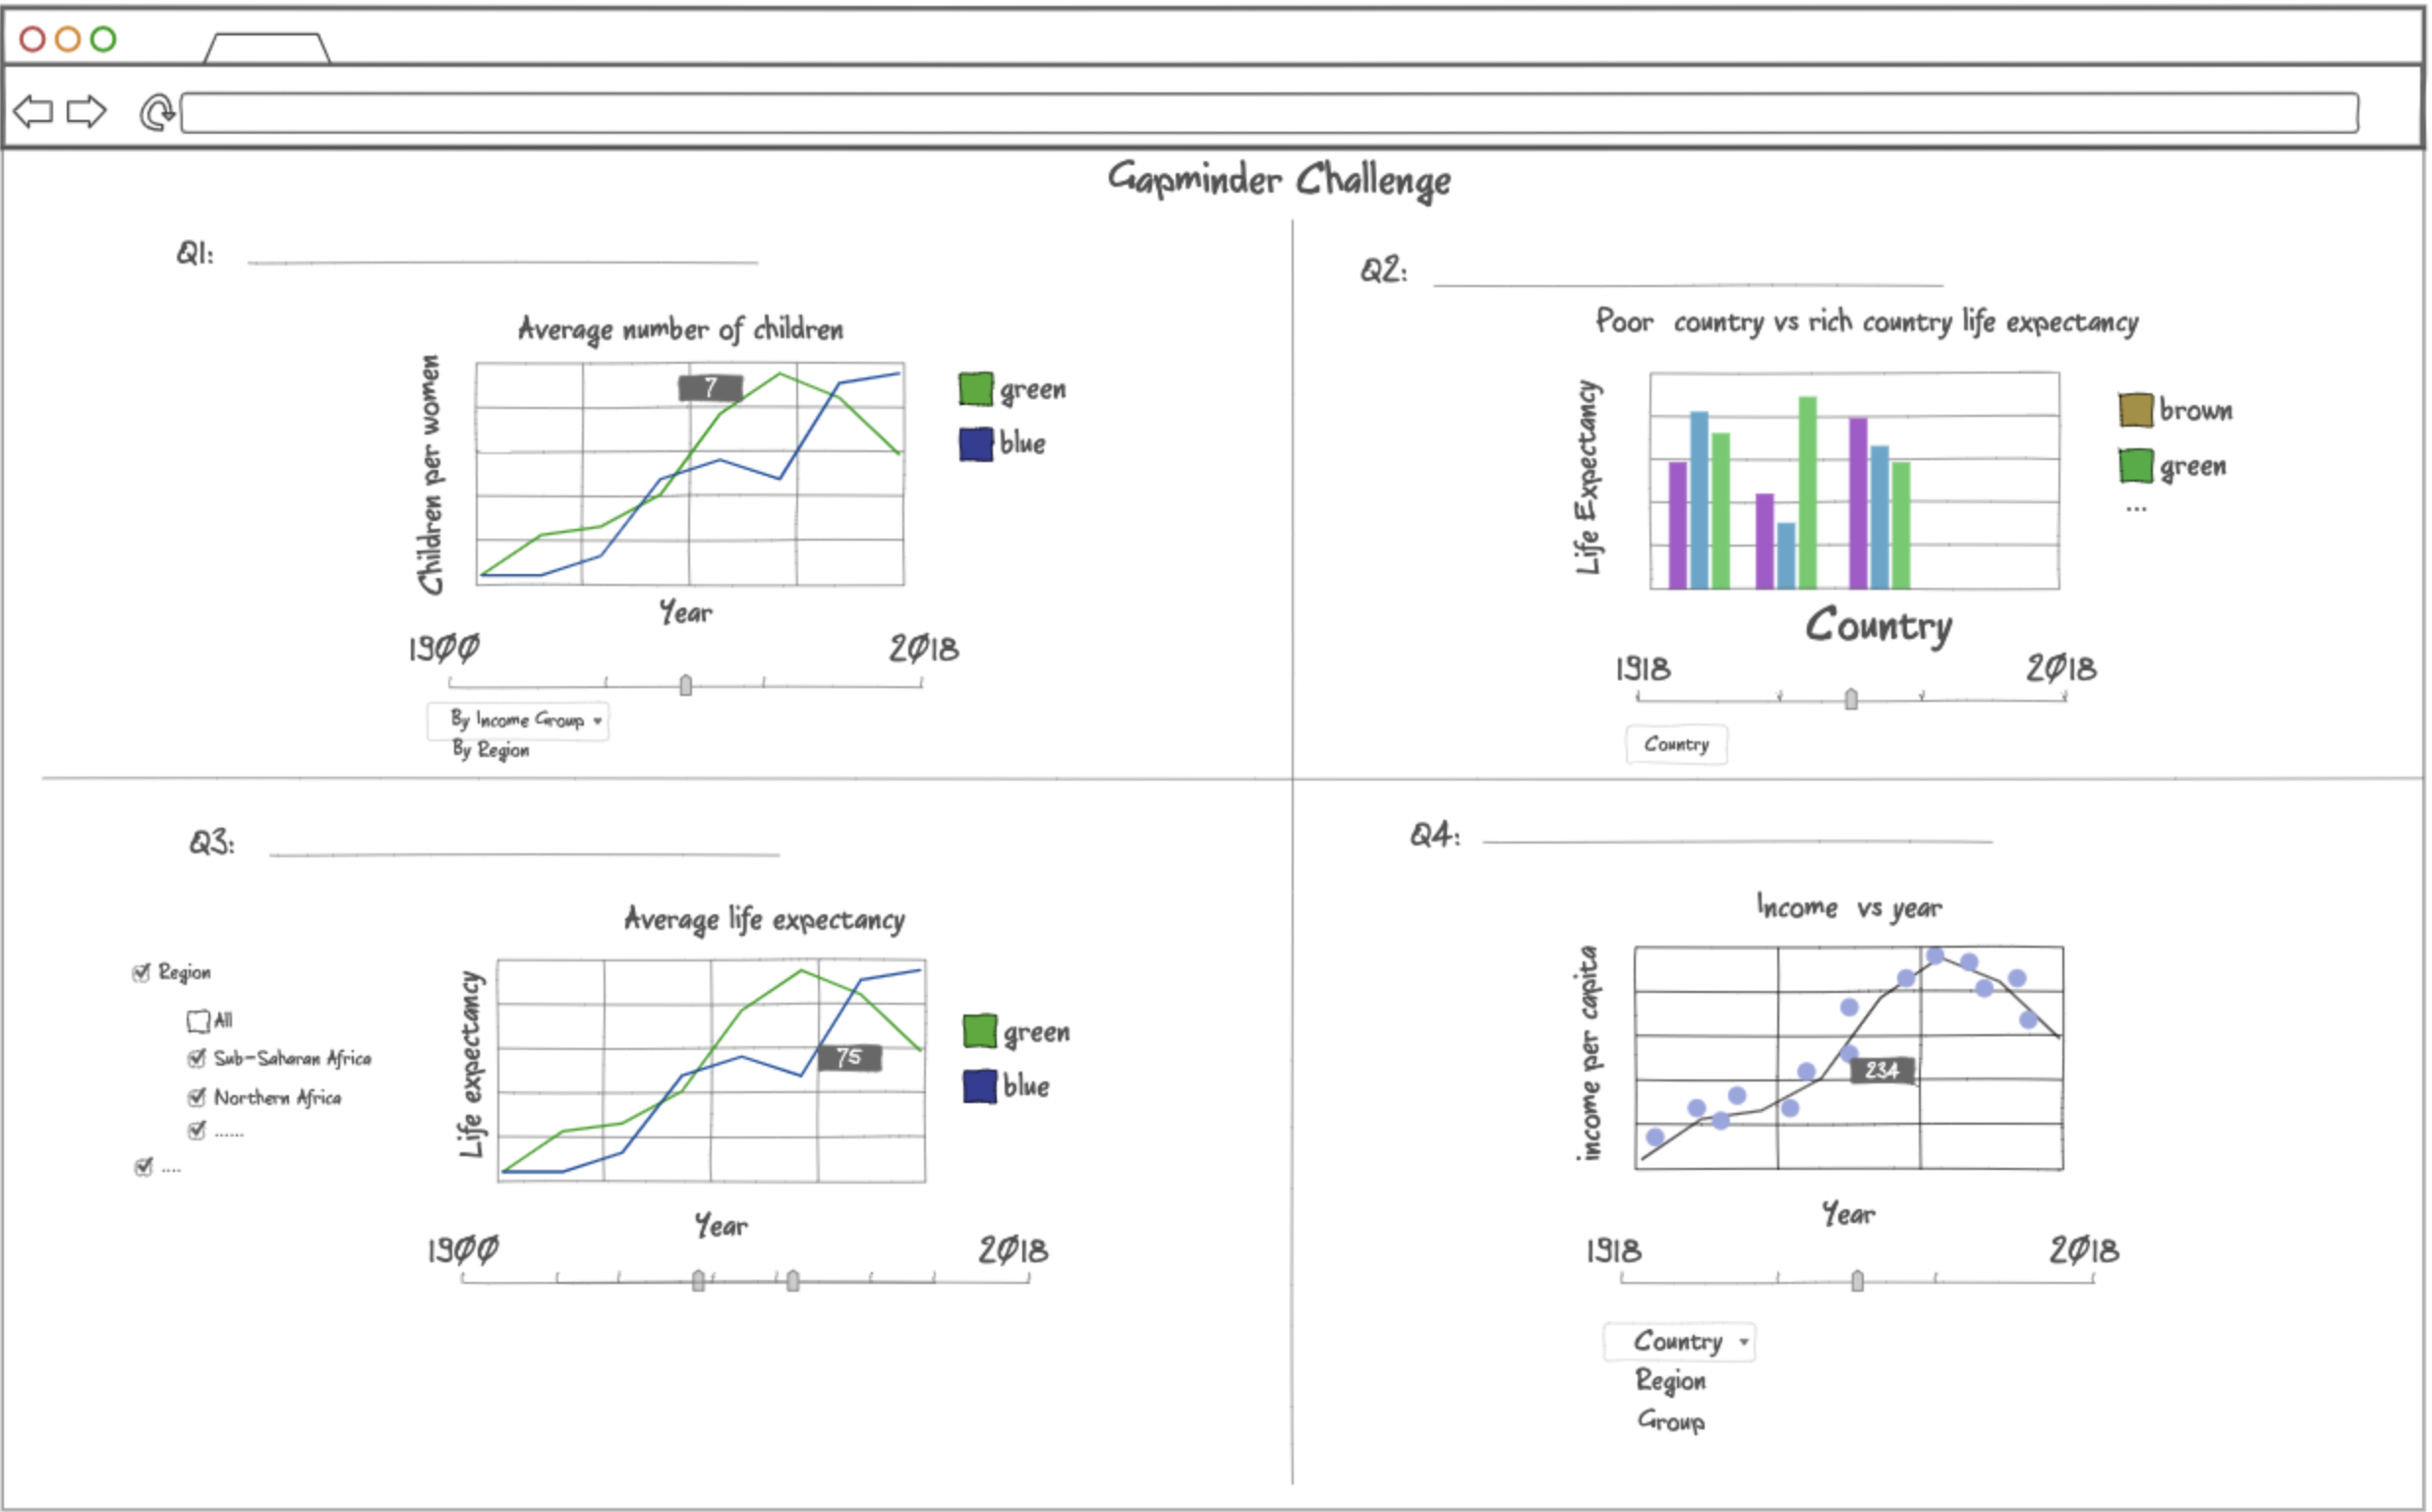 Gapminder Challenge
Q1:
Average number of children
Children per women
7
green
blue
Year
1900
2018
By Income Group
By Region
Q2:
Poor country vs rich country life expectancy
Life Expectancy
brown
green
...
Country
1918
2018
Country
Q3:
Average life expectancy
Region
All
Sub-Saharan Africa
Northern Africa
......
....
Life expectancy
75
green
blue
Year
1900
2018
Q4:
Income vs year
income per capita
234
Year
1918
2018
Country
Region
Group